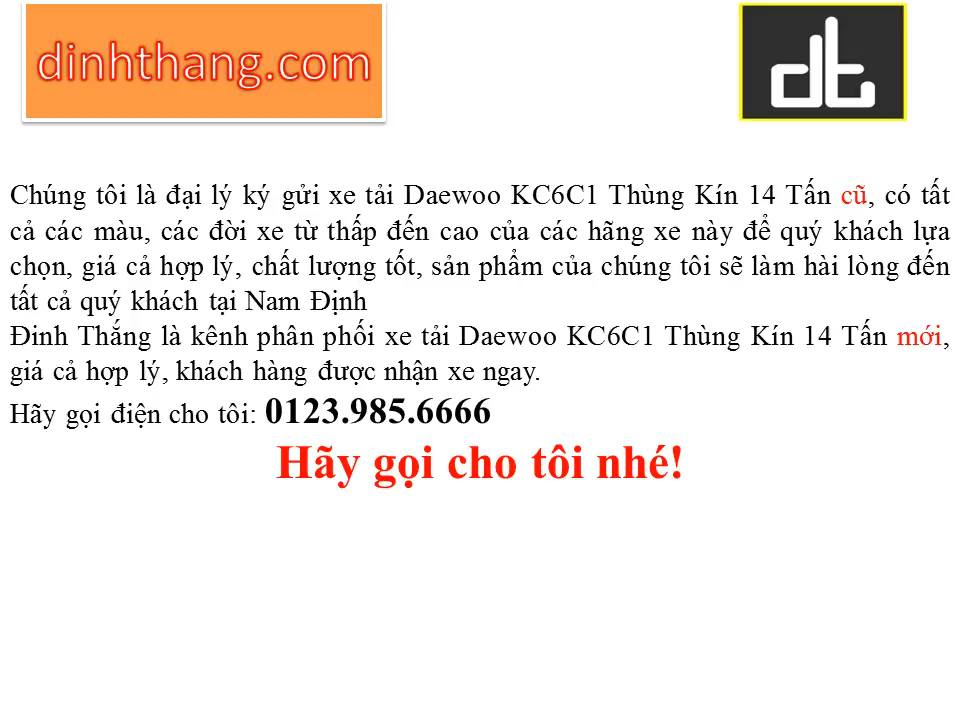 dinhthang.com
dt
Chúng tôi là đại lý ký gửi xe tải Daewoo KC6C1 Thùng Kín 14 Tấn cũ, có tất
cả các màu, các đời xe từ thấp đến cao của các hãng xe này để quý khách lựa
chọn, giá cả hợp lý, chất lượng tốt, sản phẩm của chúng tôi sẽ làm hài lòng đến
tất cả quý khách tại Nam Định
Đinh Thắng là kênh phân phối xe tải Daewoo KC6C1 Thùng Kín 14 Tấn mới,
giá cả hợp lý, khách hàng được nhận xe ngay.
Hãy gọi điện cho tôi: 0123.985.6666
Hãy gọi cho tôi nhé!